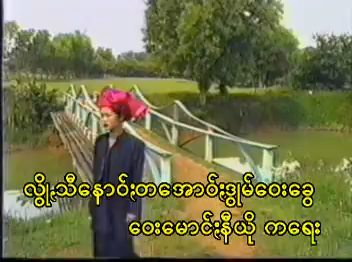 လွိုႉသီနောဝ်ႏတအောဝ်ႏဒွုမ်ဝေးခွေ
ဝေးမောင်ႏနီယို ကရေး